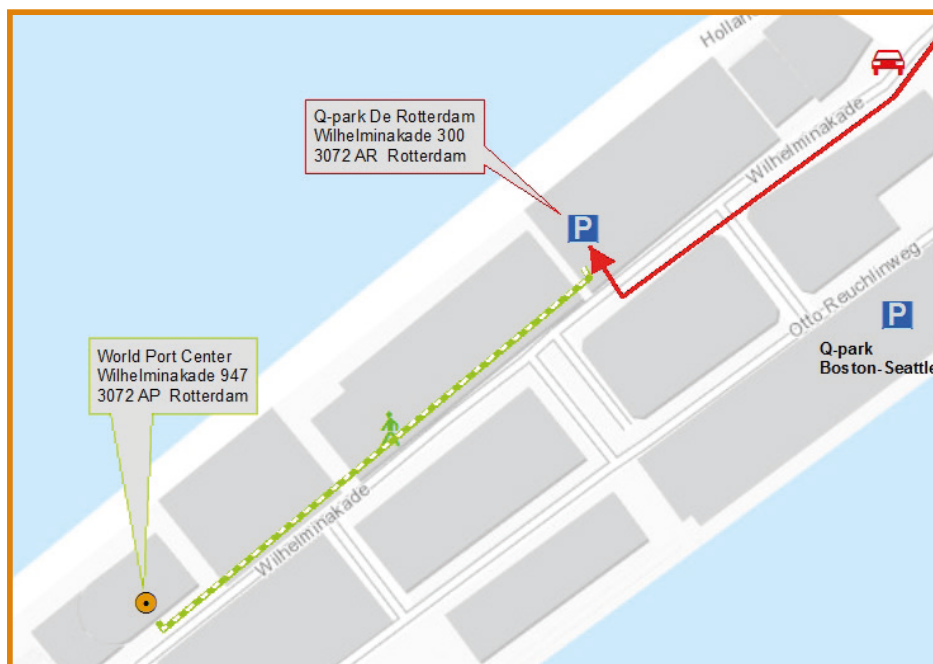 Hollan
Q-park De Rotterdam
Wilhelminakade 300
3072 AR Rotterdam
Wilhelminakade
P
Otto-Reuchlinweg
P
Q-park
Boston-Seattle
World Port Center
Wilhelminakade 947
3072 AP Rotterdam
Wilhelminakade